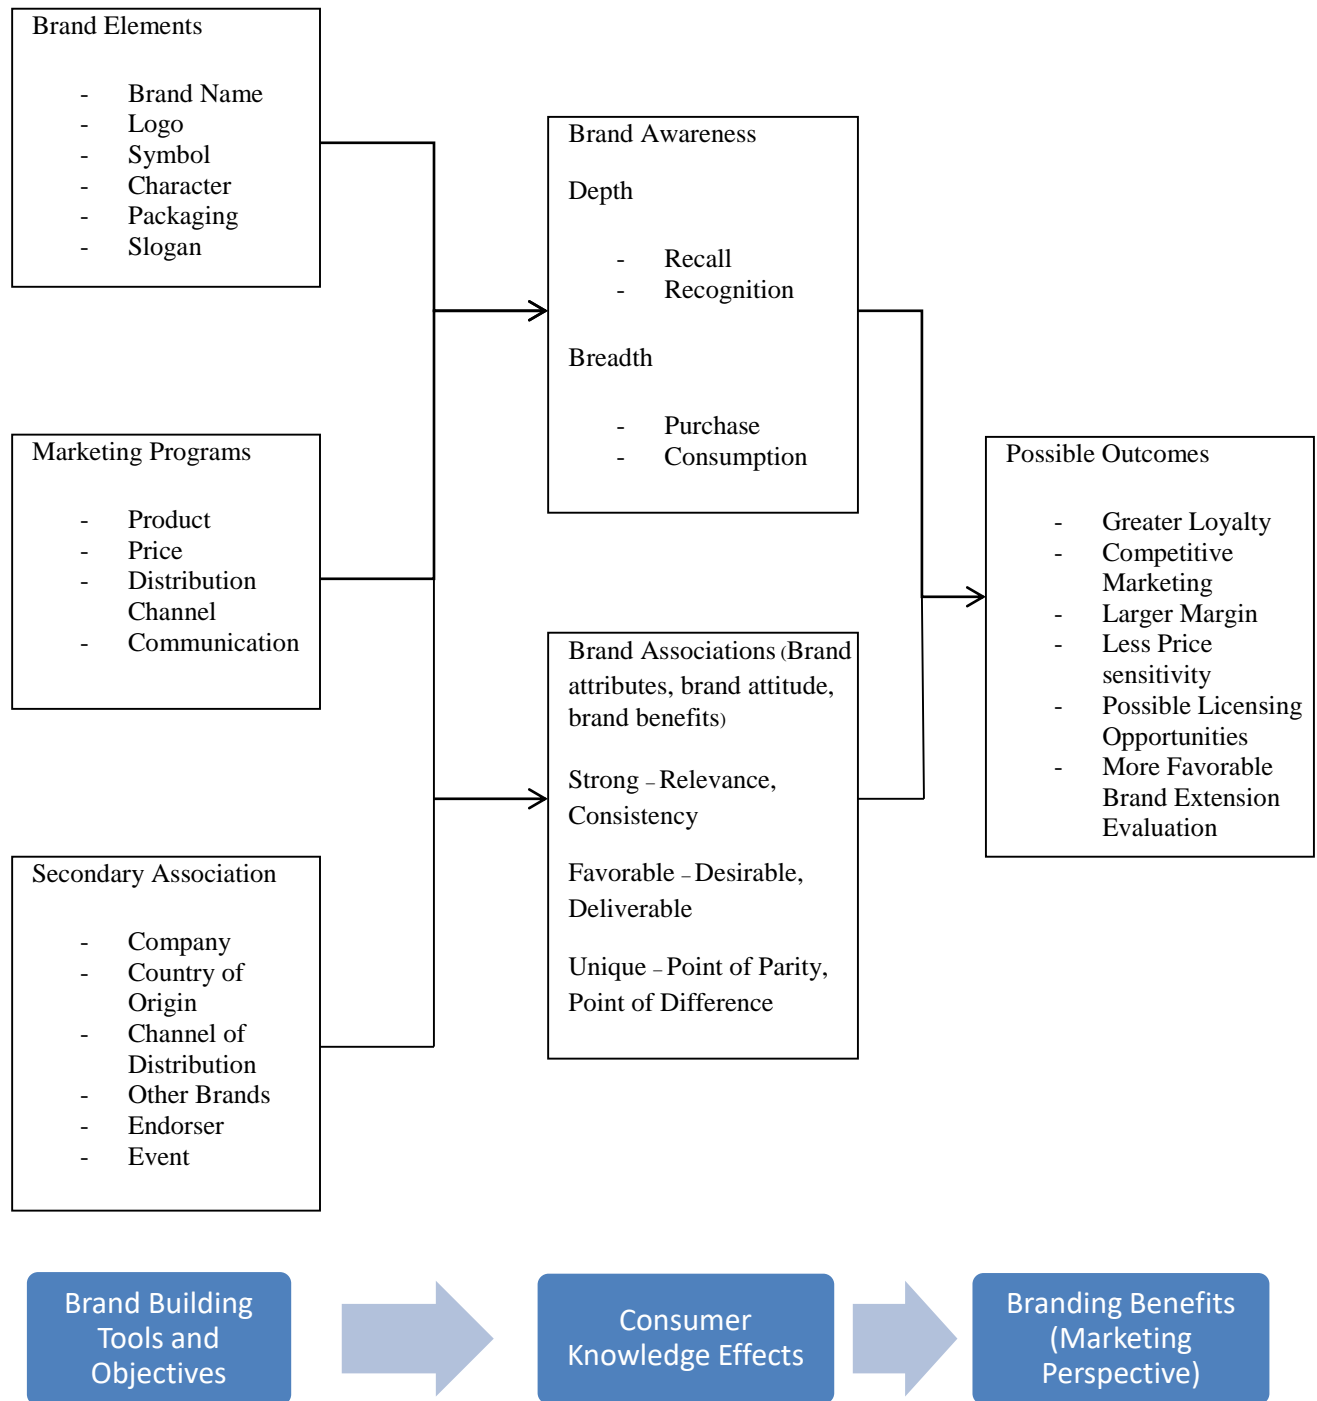 Brand Elements
- Brand Name
- Logo
- Symbol
- Character
- Packaging
- Slogan
Marketing Programs
- Product
- Price
- Distribution
Channel
- Communication
Secondary Association
- Company
- Country of
Origin
- Channel of
Distribution
- Other Brands
- Endorser
- Event
Brand Awareness
Depth
- Recall
- Recognition
Breadth
- Purchase
- Consumption
Brand Associations (Brand
attributes, brand attitude,
brand benefits)
Strong – Relevance,
Consistency
Favorable – Desirable,
Deliverable
Unique – Point of Parity,
Point of Difference
Possible Outcomes
- Greater Loyalty
- Competitive
Marketing
- Larger Margin
- Less Price
sensitivity
- Possible Licensing
Opportunities
- More Favorable
Brand Extension
Evaluation
Brand Building
Tools and
Objectives
Consumer
Knowledge Effects
Branding Benefits
(Marketing
Perspective)